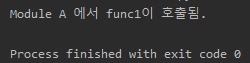 Module A 에서 func1이 호출됨.
Process finished with exit code 0